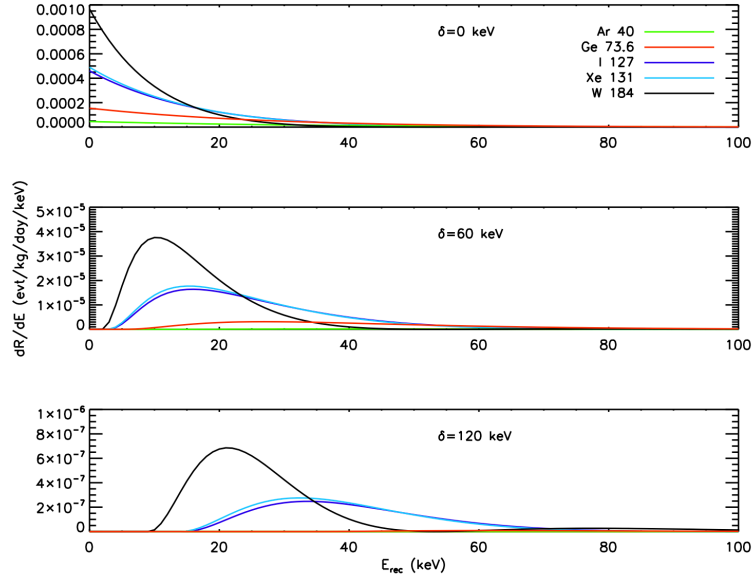 0.0010
0.0008
0.0006
0.0004
0.0002
0.0000
δ=0 keV
Ar 40
Ge 73.6
I 127
Xe 131
W 184
0 20 40 60 80 100
dR/dE (evt/kg/day/keV)
5×10⁻⁵
4×10⁻⁵
3×10⁻⁵
2×10⁻⁵
1×10⁻⁵
0
δ=60 keV
0 20 40 60 80 100
1×10⁻⁶
8×10⁻⁷
6×10⁻⁷
4×10⁻⁷
2×10⁻⁷
0
δ=120 keV
0 20 40 60 80 100
E_rec (keV)